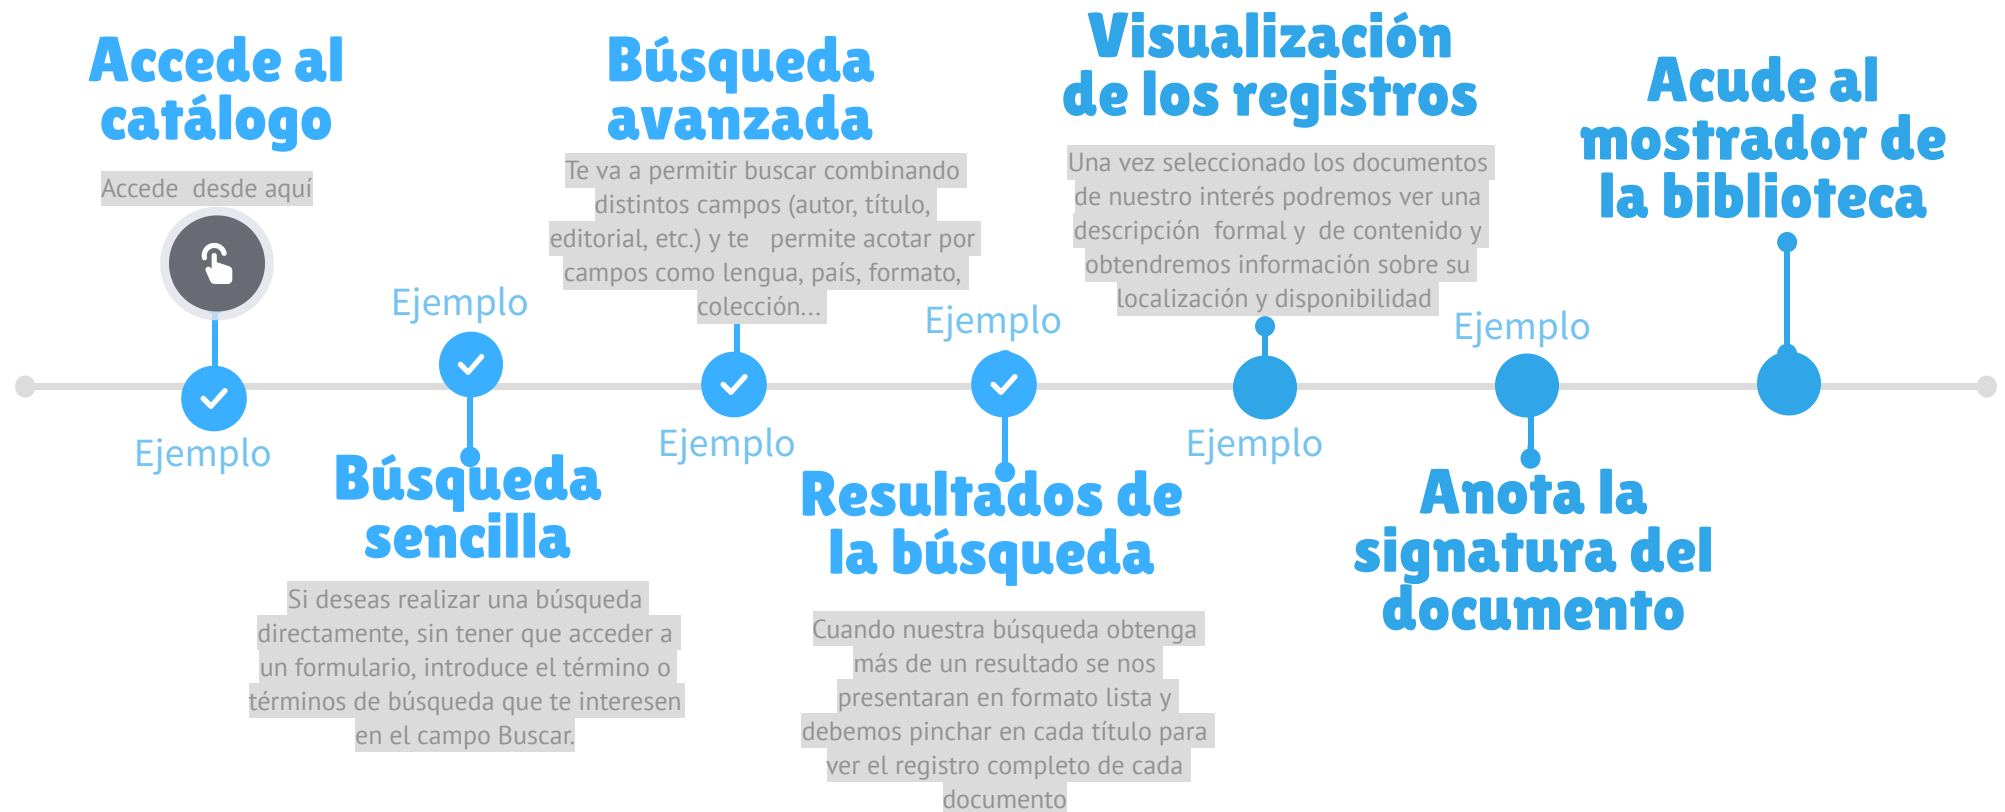 Accede al
catálogo
Accede  desde aquí
Ejemplo
Ejemplo
Búsqueda
sencilla
Si deseas realizar una búsqueda
directamente, sin tener que acceder a
un formulario, introduce el término o
términos de búsqueda que te interesen
en el campo Buscar.
Búsqueda
avanzada
Te va a permitir buscar combinando
distintos campos (autor, título,
editorial, etc.) y te   permite acotar por
campos como lengua, país, formato,
colección...
Ejemplo
Ejemplo
Resultados de
la búsqueda
Cuando nuestra búsqueda obtenga
más de un resultado se nos
presentaran en formato lista y
debemos pinchar en cada título para
ver el registro completo de cada
documento
Visualización
de los registros
Una vez seleccionado los documentos
de nuestro interés podremos ver una
descripción  formal y  de contenido y
obtendremos información sobre su
localización y disponibilidad
Ejemplo
Ejemplo
Anota la
signatura del
documento
Acude al
mostrador de
la biblioteca